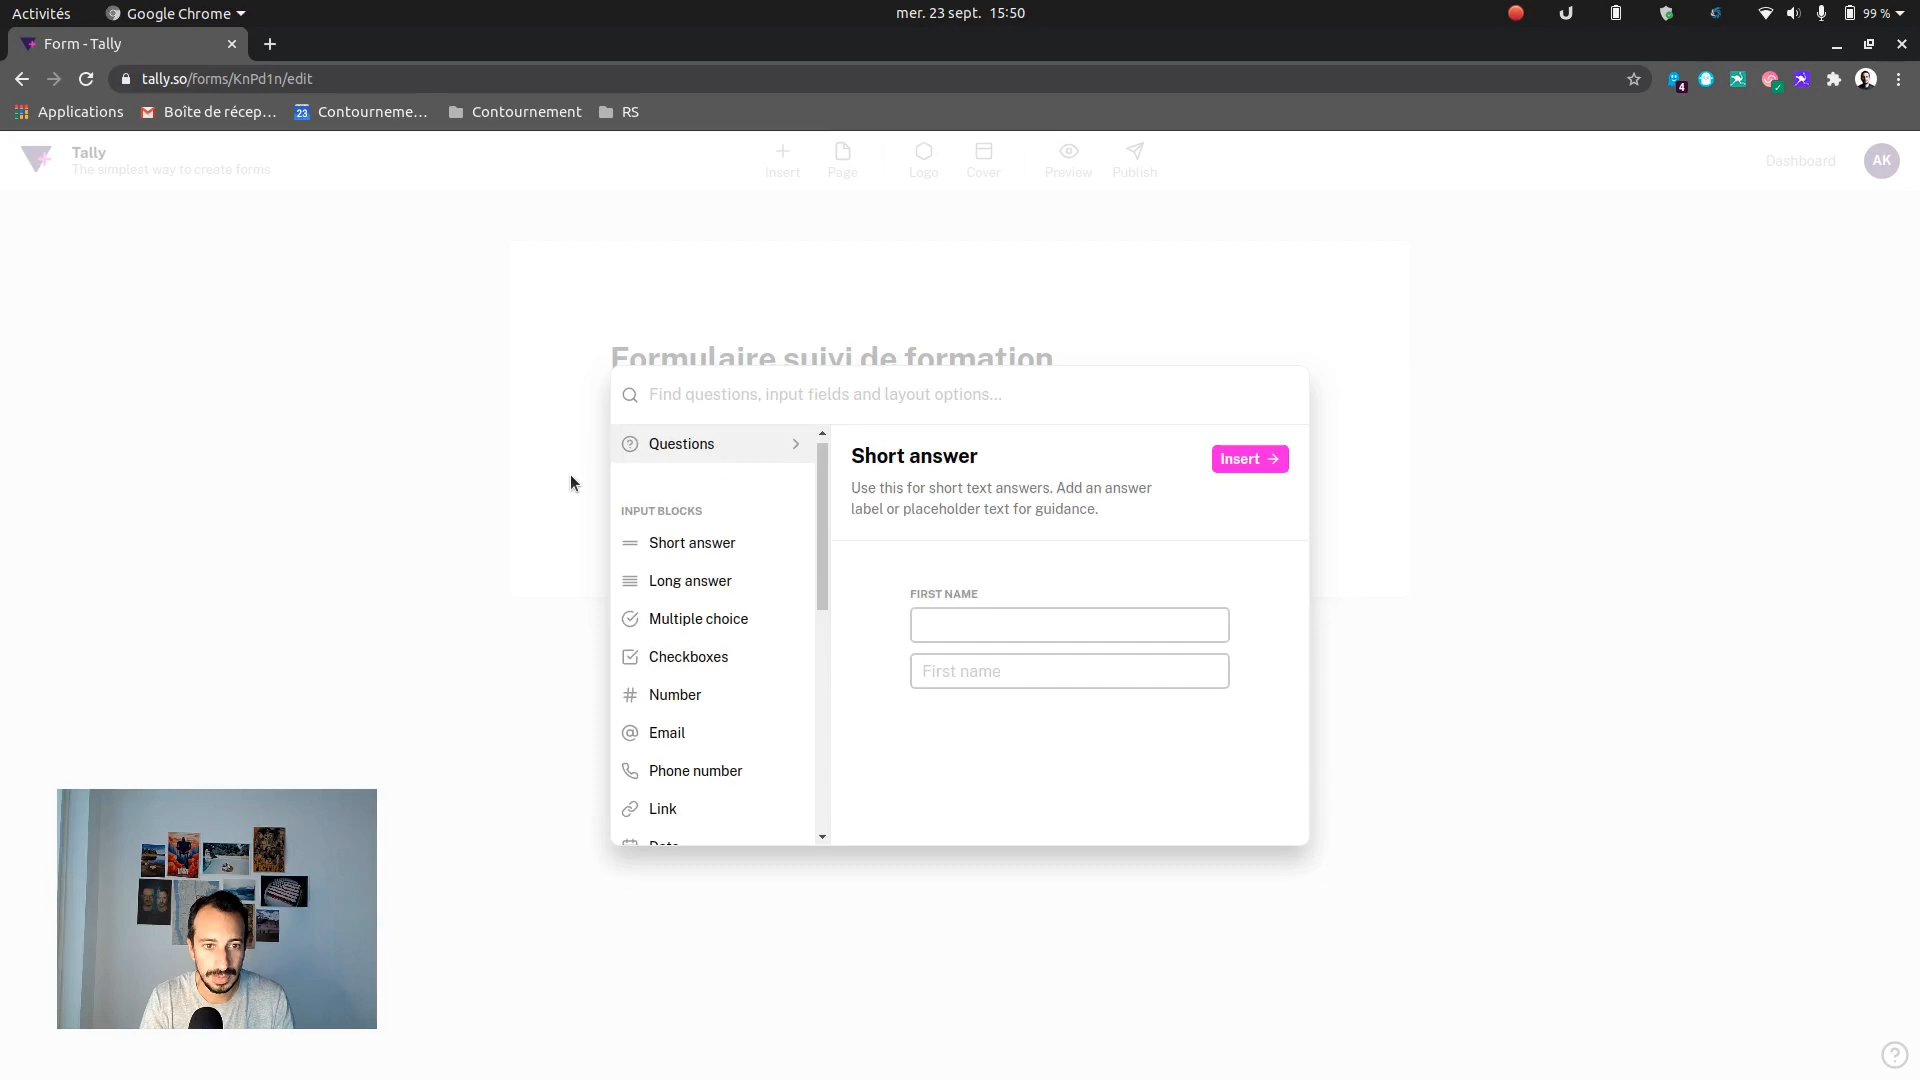 Activités
Google Chrome
mer. 23 sept. 15:50
99 %
Form - Tally
tally.so/forms/KnPd1n/edit
4
Applications
Boîte de récep…
23
Contourneme…
Contournement
RS
Tally
The simplest way to create forms
Insert
Page
Logo
Cover
Preview
Publish
Dashboard
AK
Formulaire suivi de formation
Find questions, input fields and layout options...
Questions
INPUT BLOCKS
Short answer
Long answer
Multiple choice
Checkboxes
Number
Email
Phone number
Link
Date
Short answer
Insert
Use this for short text answers. Add an answer
label or placeholder text for guidance.
FIRST NAME
First name